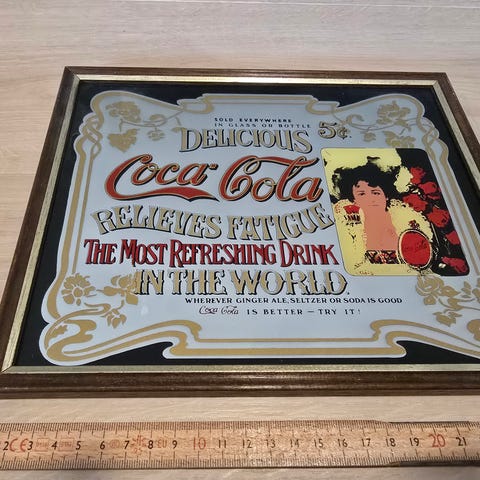 SOLD EVERYWHERE
IN GLASS OR BOTTLE
DELICIOUS 5¢
Coca-Cola
RELIEVES FATIGUE
THE MOST REFRESHING DRINK
IN THE WORLD
WHEREVER GINGER ALE, SELTZER OR SODA IS GOOD
Coca Cola IS BETTER – TRY IT!
2 CE 3 4 5 6 7 8 9 10 11 12 13 14 15 16 17 18 19 20 21